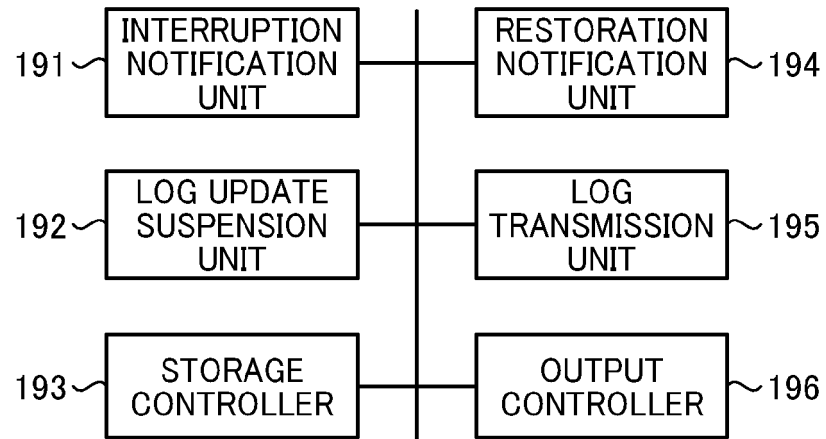 191
INTERRUPTION
NOTIFICATION
UNIT
RESTORATION
NOTIFICATION
UNIT
194
192
LOG UPDATE
SUSPENSION
UNIT
LOG
TRANSMISSION
UNIT
195
193
STORAGE
CONTROLLER
OUTPUT
CONTROLLER
196